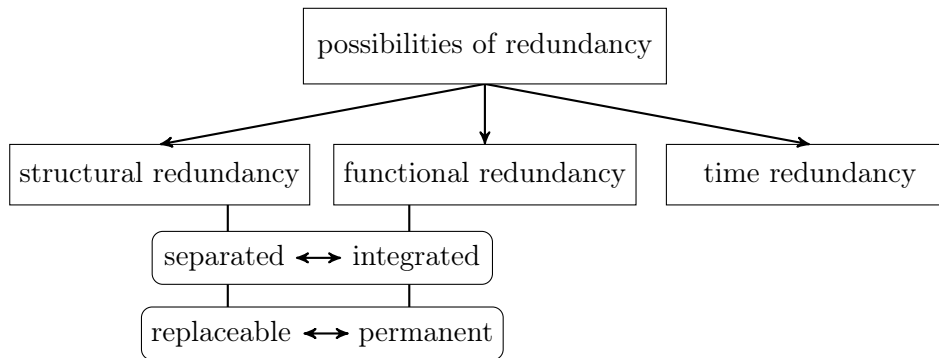 possibilities of redundancy
structural redundancy
functional redundancy
time redundancy
separated integrated
replaceable permanent